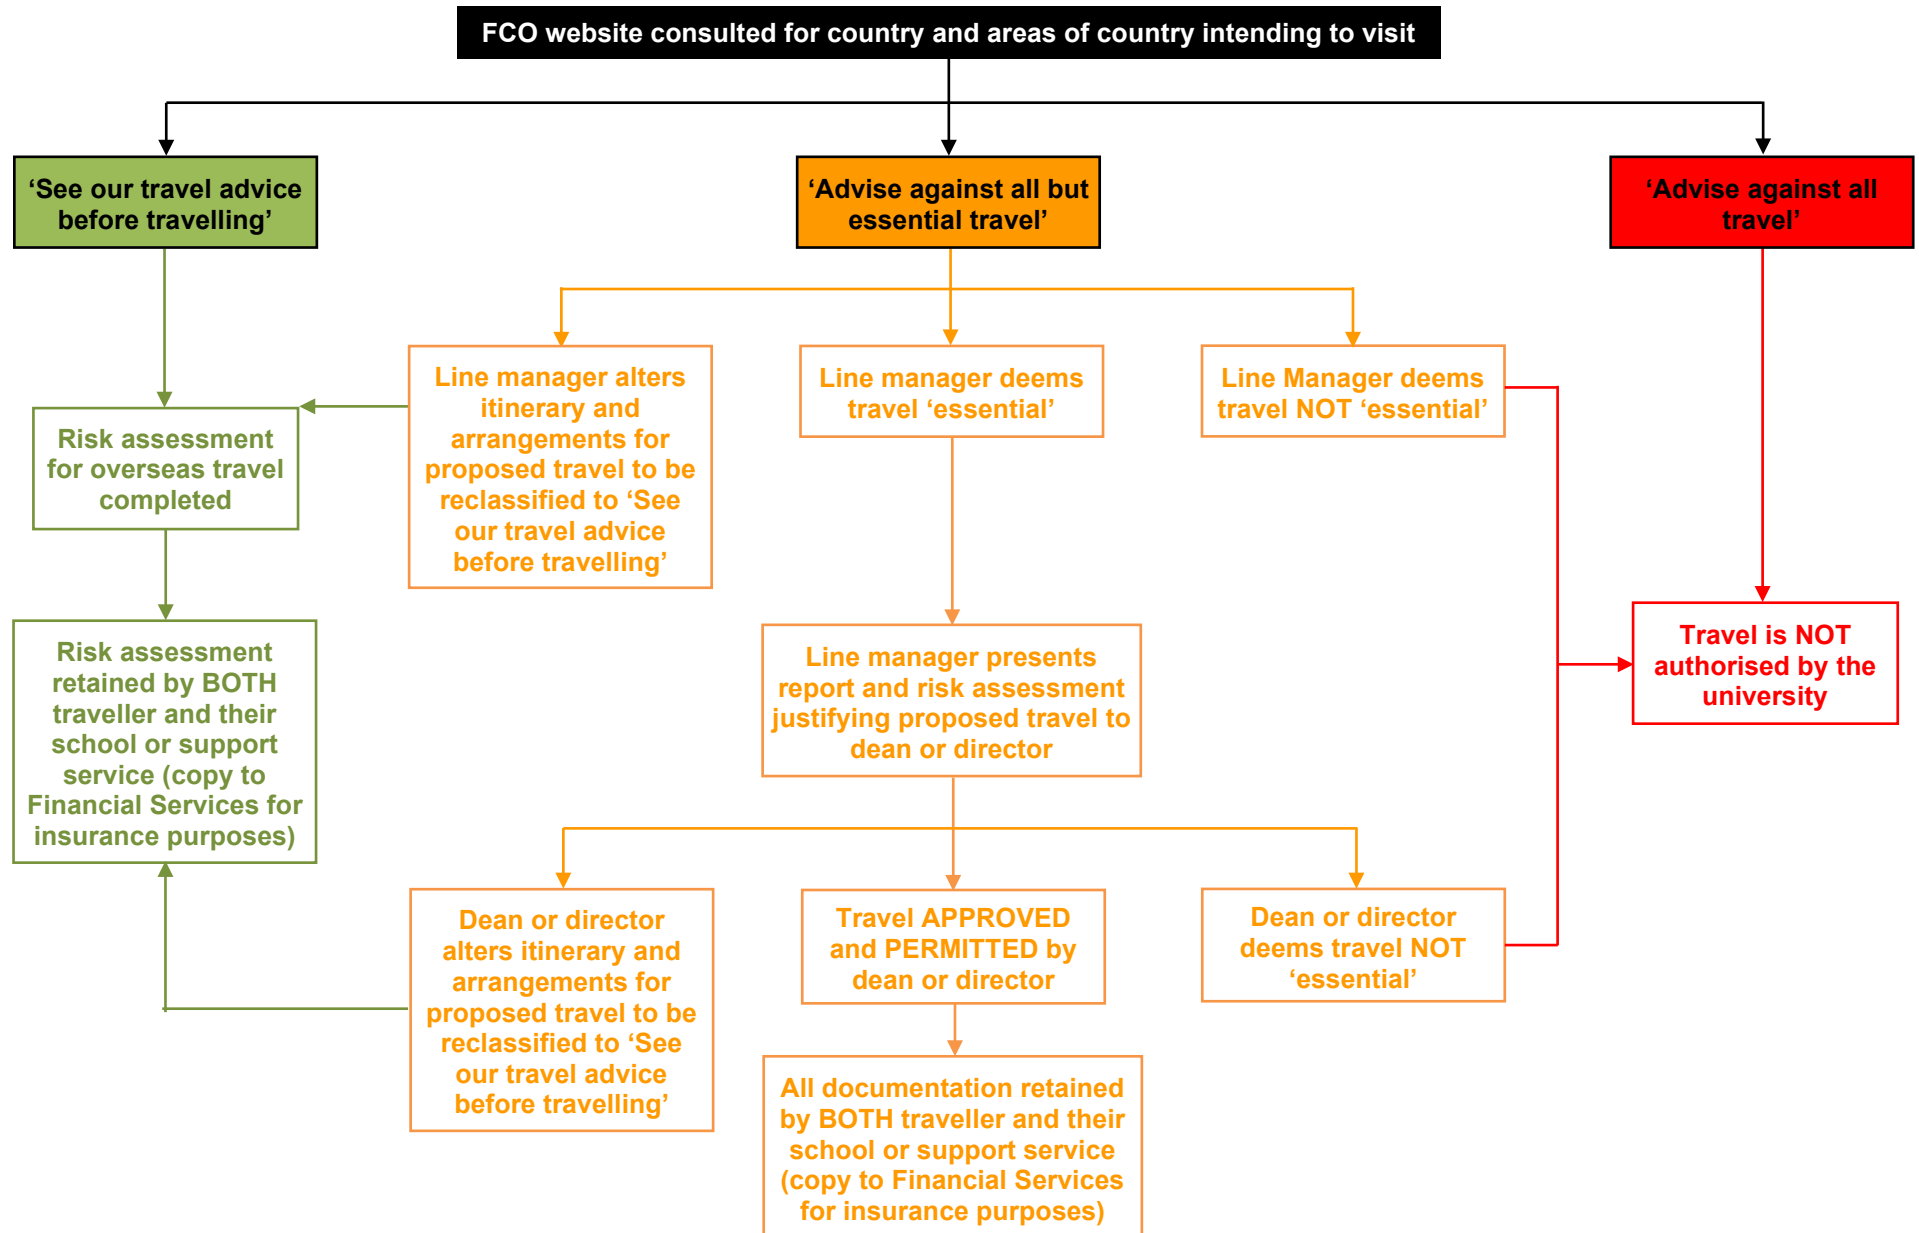 FCO website consulted for country and areas of country intending to visit
‘See our travel advice
before travelling’
‘Advise against all but
essential travel’
‘Advise against all
travel’
Line manager alters
itinerary and
arrangements for
proposed travel to be
reclassified to ‘See
our travel advice
before travelling’
Line manager deems
travel ‘essential’
Line Manager deems
travel NOT ‘essential’
Risk assessment
for overseas travel
completed
Risk assessment
retained by BOTH
traveller and their
school or support
service (copy to
Financial Services for
insurance purposes)
Line manager presents
report and risk assessment
justifying proposed travel to
dean or director
Travel is NOT
authorised by the
university
Dean or director
alters itinerary and
arrangements for
proposed travel to be
reclassified to ‘See
our travel advice
before travelling’
Travel APPROVED
and PERMITTED by
dean or director
Dean or director
deems travel NOT
‘essential’
All documentation retained
by BOTH traveller and their
school or support service
(copy to Financial Services
for insurance purposes)